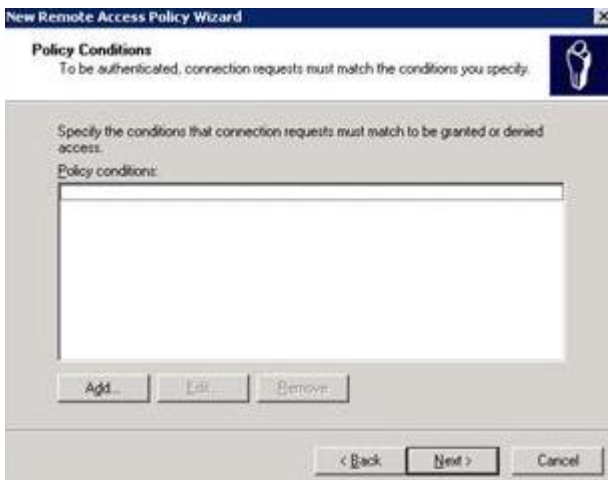 New Remote Access Policy Wizard
Policy Conditions
To be authenticated, connection requests must match the conditions you specify.
Specify the conditions that connection requests must match to be granted or denied
access.
Policy conditions:
Add...
Edit...
Remove
< Back
Next >
Cancel